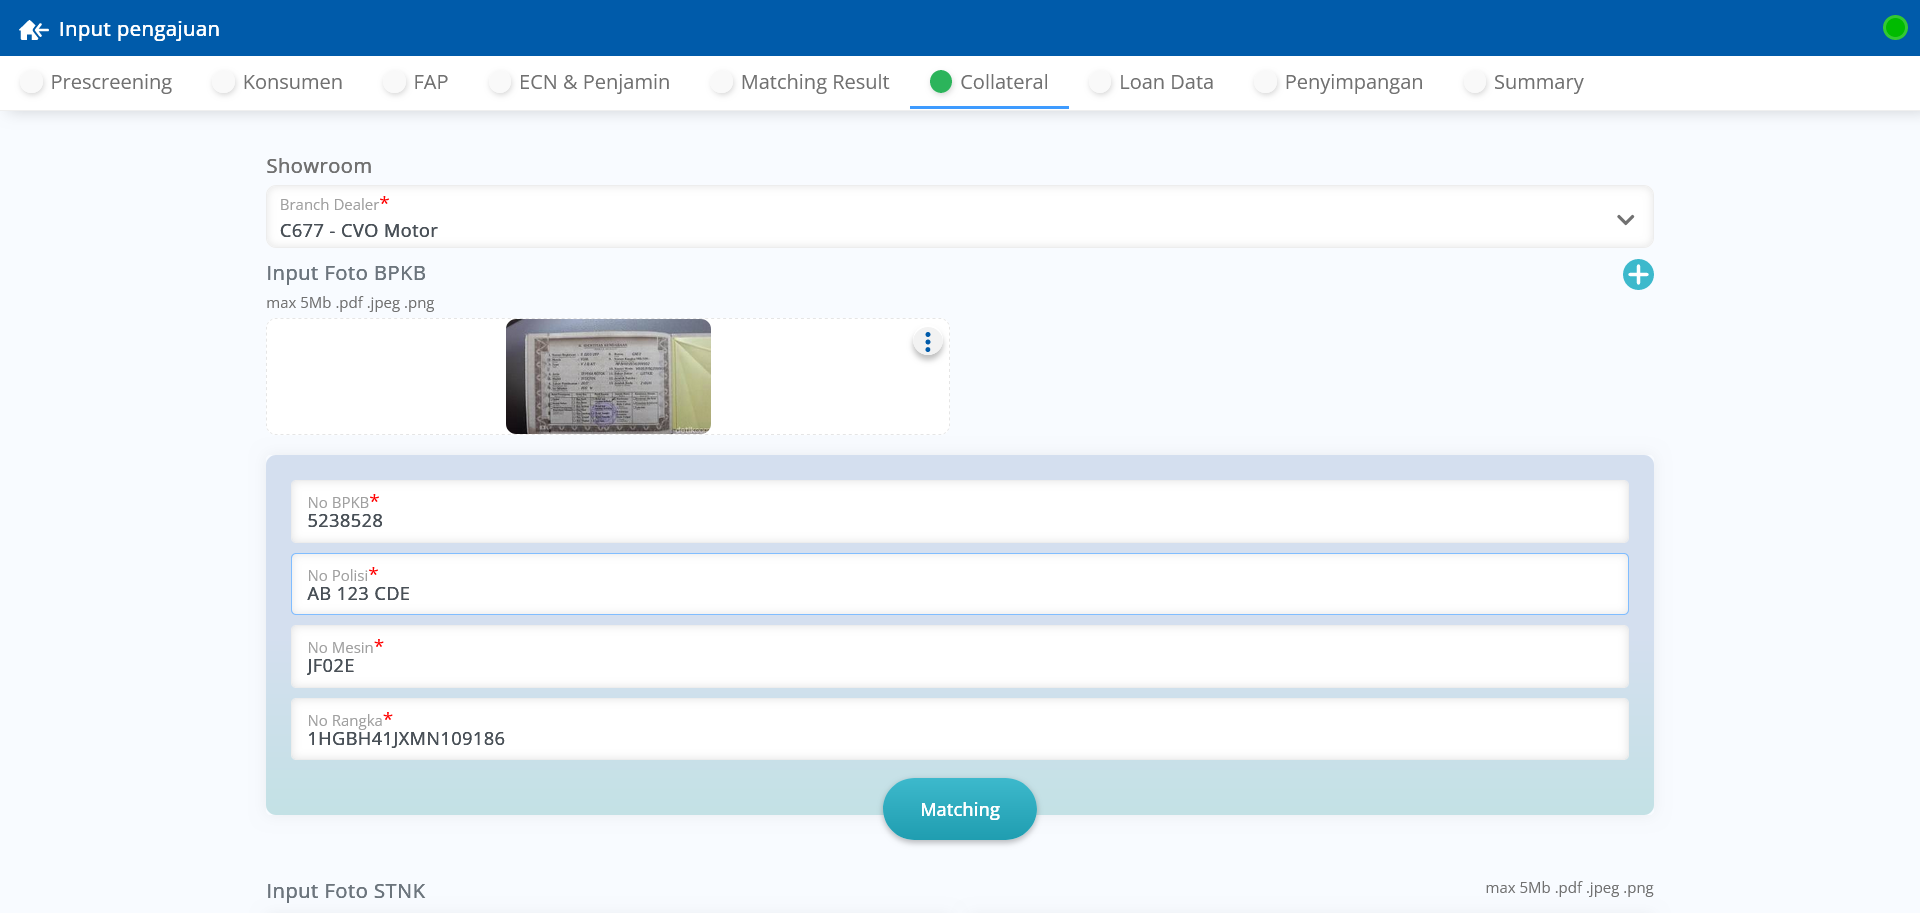 Input pengajuan
Prescreening
Konsumen
FAP
ECN & Penjamin
Matching Result
Collateral
Loan Data
Penyimpangan
Summary
Showroom
Branch Dealer*
C677 - CVO Motor
Input Foto BPKB
max 5Mb .pdf .jpeg .png
No BPKB*
5238528
No Polisi*
AB 123 CDE
No Mesin*
JF02E
No Rangka*
1HGBH41JXMN109186
Matching
Input Foto STNK
max 5Mb .pdf .jpeg .png